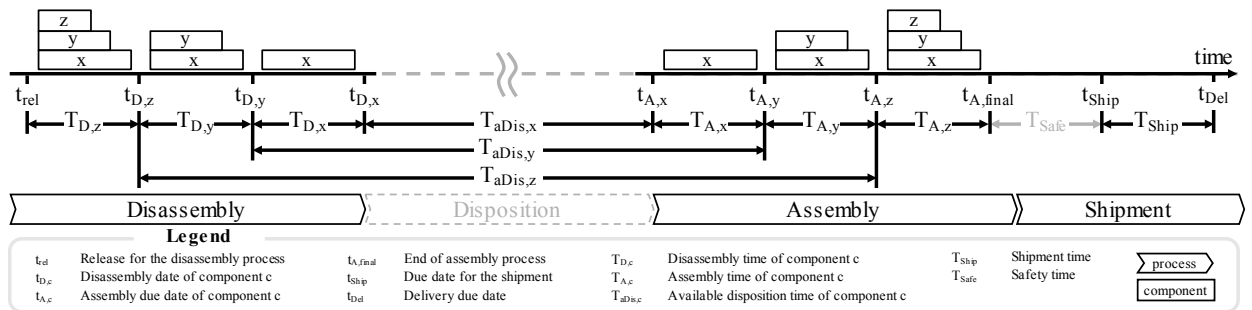 z z
y y y y
x x x x x x
time
t_rel t_D,z t_D,y t_D,x t_A,x t_A,y t_A,z t_A,final t_Ship t_Del
T_D,z T_D,y T_D,x T_aDis,x T_A,x T_A,y T_A,z T_Safe T_Ship
T_aDis,y
T_aDis,z
Disassembly Disposition Assembly Shipment
Legend
t_rel Release for the disassembly process t_A,final End of assembly process T_D,c Disassembly time of component c T_Ship Shipment time process
t_D,c Disassembly date of component c t_Ship Due date for the shipment T_A,c Assembly time of component c T_Safe Safety time
t_A,c Assembly due date of component c t_Del Delivery due date T_aDis,c Available disposition time of component c component